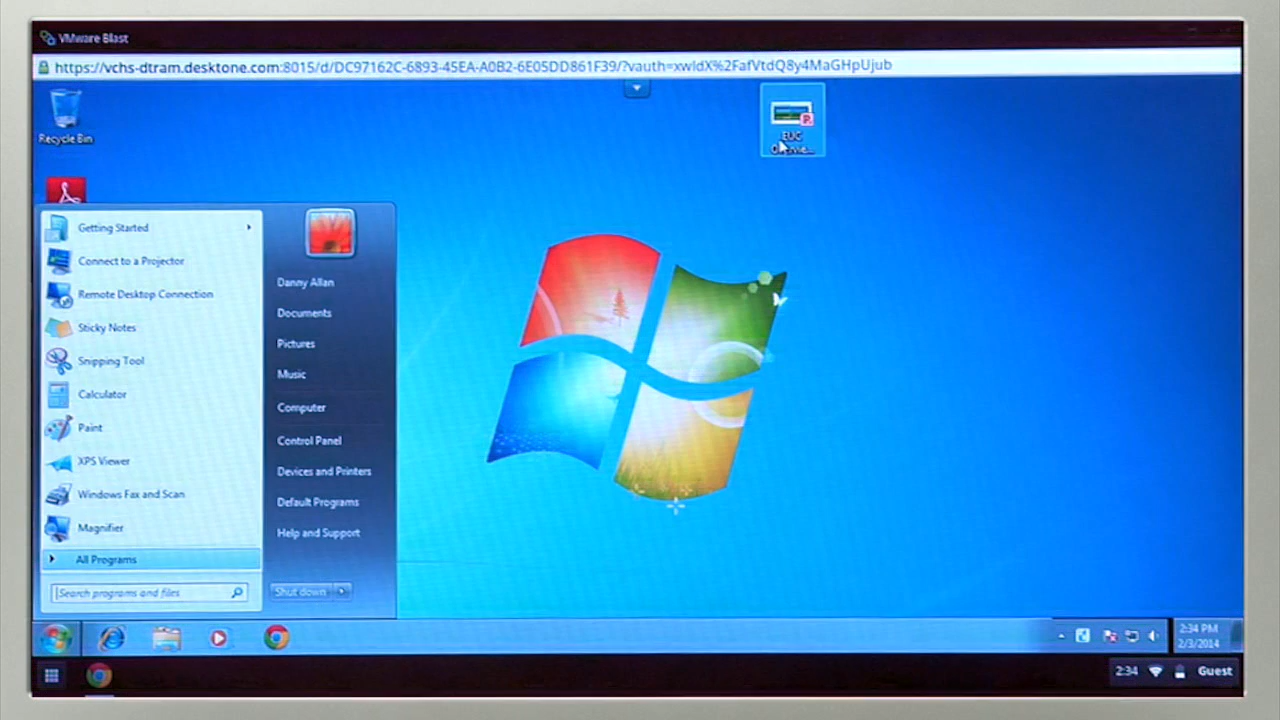 VMware Blast
https://vchs-dtram.desktone.com:8015/d/DC97162C-6893-45EA-A0B2-6E05DD861F39/?vauth=xwIdX%2FafVtdQ8y4MaGHpUjub
Recycle Bin
EUC
Getting Started
Connect to a Projector
Remote Desktop Connection
Sticky Notes
Snipping Tool
Calculator
Paint
XPS Viewer
Windows Fax and Scan
Magnifier
All Programs
Search programs and files
Danny Allan
Documents
Pictures
Music
Computer
Control Panel
Devices and Printers
Default Programs
Help and Support
Shut down
2:34 PM
2/3/2014
2:34
Guest